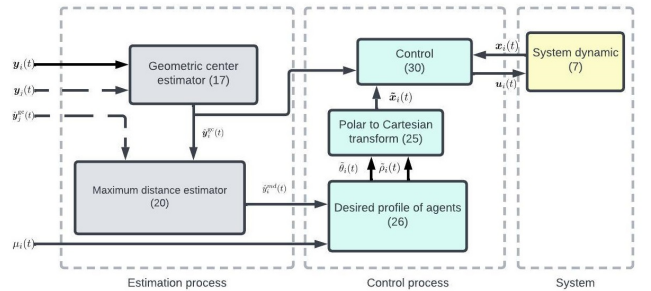 y_i(t)
y_j(t)
ŷ_j^gc(t)
μ_i(t)
Geometric center
estimator (17)
ŷ_i^gc(t)
Maximum distance estimator
(20)
ŷ_i^md(t)
Estimation process
Control
(30)
x̃_i(t)
Polar to Cartesian
transform (25)
θ̃_i(t)
ρ̃_i(t)
Desired profile of agents
(26)
Control process
x_i(t)
u_i(t)
System dynamic
(7)
System